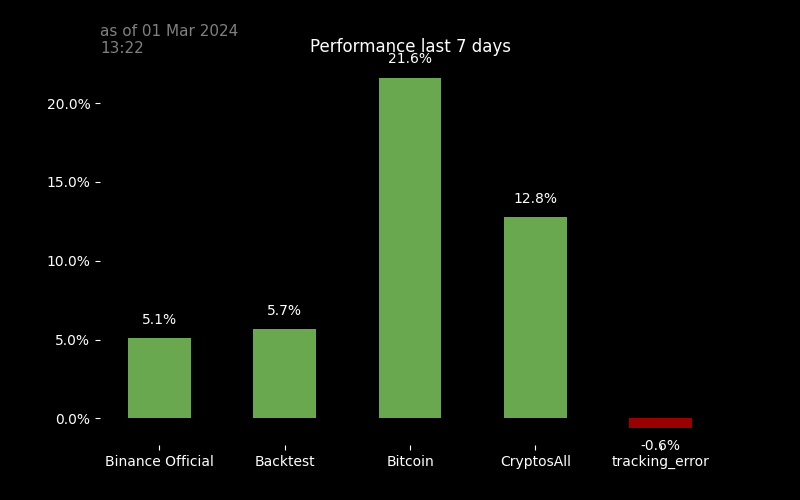 as of 01 Mar 2024
13:22
Performance last 7 days
21.6%
20.0%
15.0%
12.8%
10.0%
5.7%
5.1%
5.0%
0.0%
-0.6%
Binance Official
Backtest
Bitcoin
CryptosAll
tracking_error